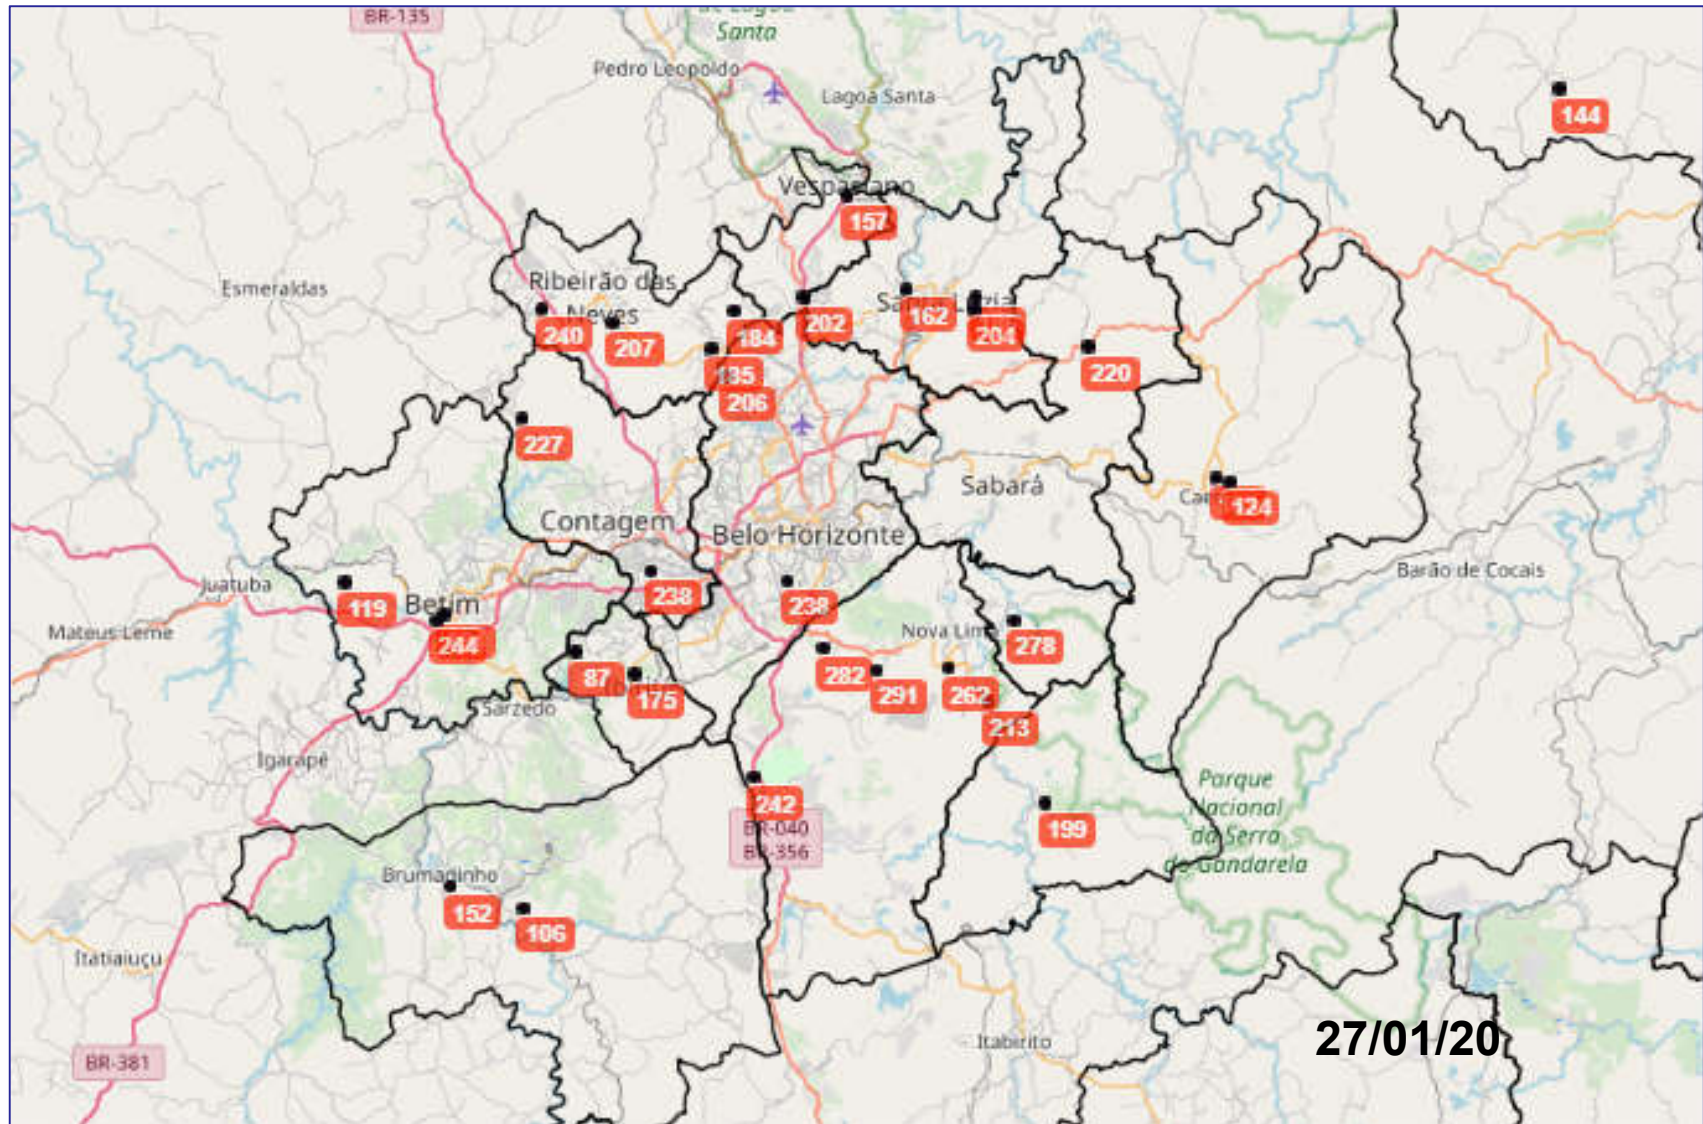 BR-135
Santa
Pedro Leopoldo
Lagoa Santa
144
Vespasiano
157
Esmeraldas
Ribeirão das
Neves
240
207
184
202
162
204
220
185
206
227
124
Sabará
Contagem
Belo Horizonte
Barão de Cocais
Juatuba
119
Betim
238
238
Mateus Leme
244
Nova Lima
278
87
175
282
291
262
Sarzedo
213
Igarapé
242
BR-040
BR-356
199
Parque
Nacional
da Serra
do Gandarela
Brumadinho
152
106
Itatiaiuçu
Itabirito
27/01/20
BR-381